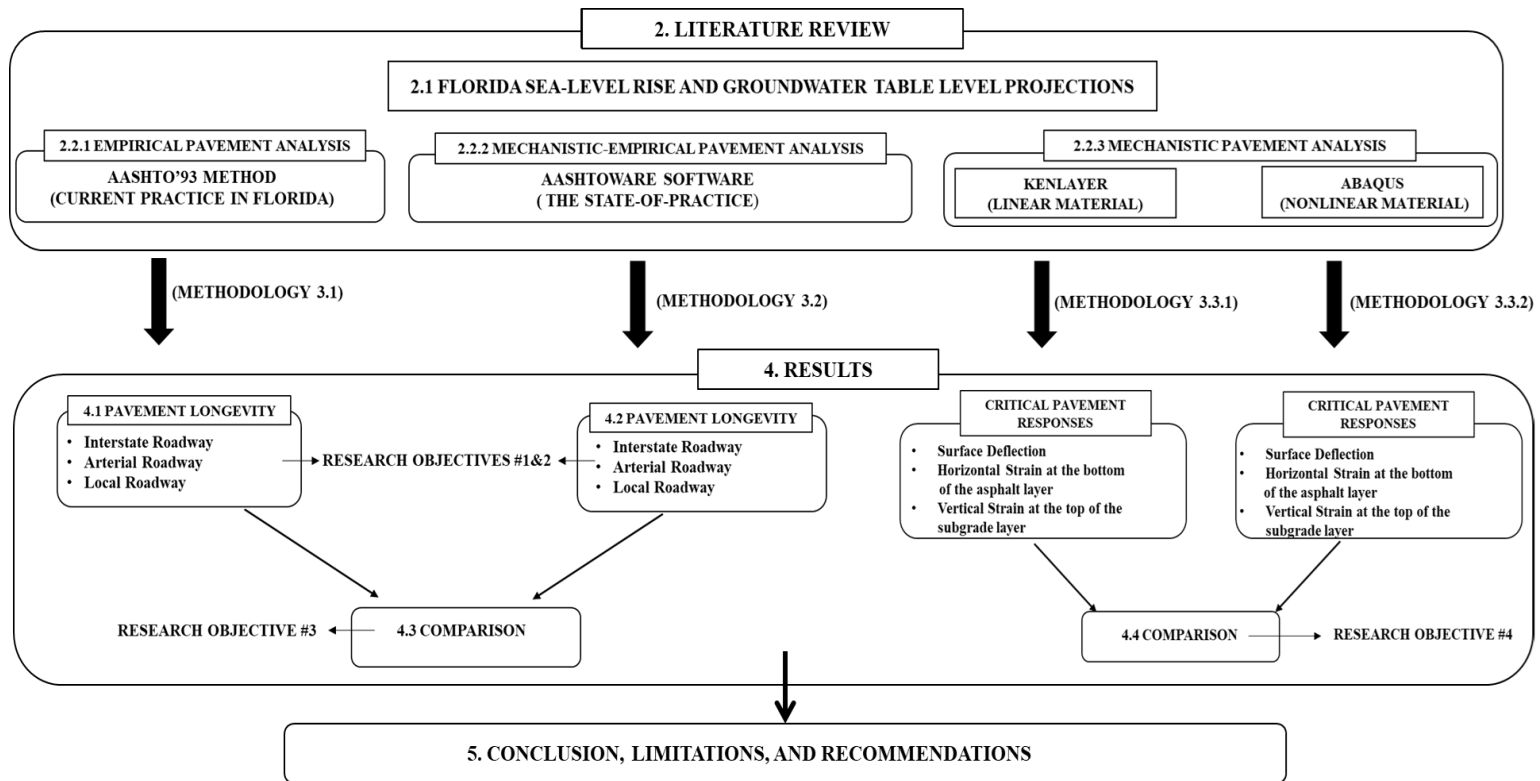 2. LITERATURE REVIEW
2.1 FLORIDA SEA-LEVEL RISE AND GROUNDWATER TABLE LEVEL PROJECTIONS
2.2.1 EMPIRICAL PAVEMENT ANALYSIS
AASHTO'93 METHOD
(CURRENT PRACTICE IN FLORIDA)
2.2.2 MECHANISTIC-EMPIRICAL PAVEMENT ANALYSIS
AASHTOWARE SOFTWARE
( THE STATE-OF-PRACTICE)
2.2.3 MECHANISTIC PAVEMENT ANALYSIS
KENLAYER
(LINEAR MATERIAL)
ABAQUS
(NONLINEAR MATERIAL)
(METHODOLOGY 3.1)
(METHODOLOGY 3.2)
(METHODOLOGY 3.3.1)
(METHODOLOGY 3.3.2)
4. RESULTS
4.1 PAVEMENT LONGEVITY
• Interstate Roadway
• Arterial Roadway
• Local Roadway
RESEARCH OBJECTIVES #1&2
4.2 PAVEMENT LONGEVITY
• Interstate Roadway
• Arterial Roadway
• Local Roadway
CRITICAL PAVEMENT
RESPONSES
• Surface Deflection
• Horizontal Strain at the bottom
of the asphalt layer
• Vertical Strain at the top of the
subgrade layer
CRITICAL PAVEMENT
RESPONSES
• Surface Deflection
• Horizontal Strain at the bottom
of the asphalt layer
• Vertical Strain at the top of the
subgrade layer
RESEARCH OBJECTIVE #3
4.3 COMPARISON
4.4 COMPARISON
RESEARCH OBJECTIVE #4
5. CONCLUSION, LIMITATIONS, AND RECOMMENDATIONS